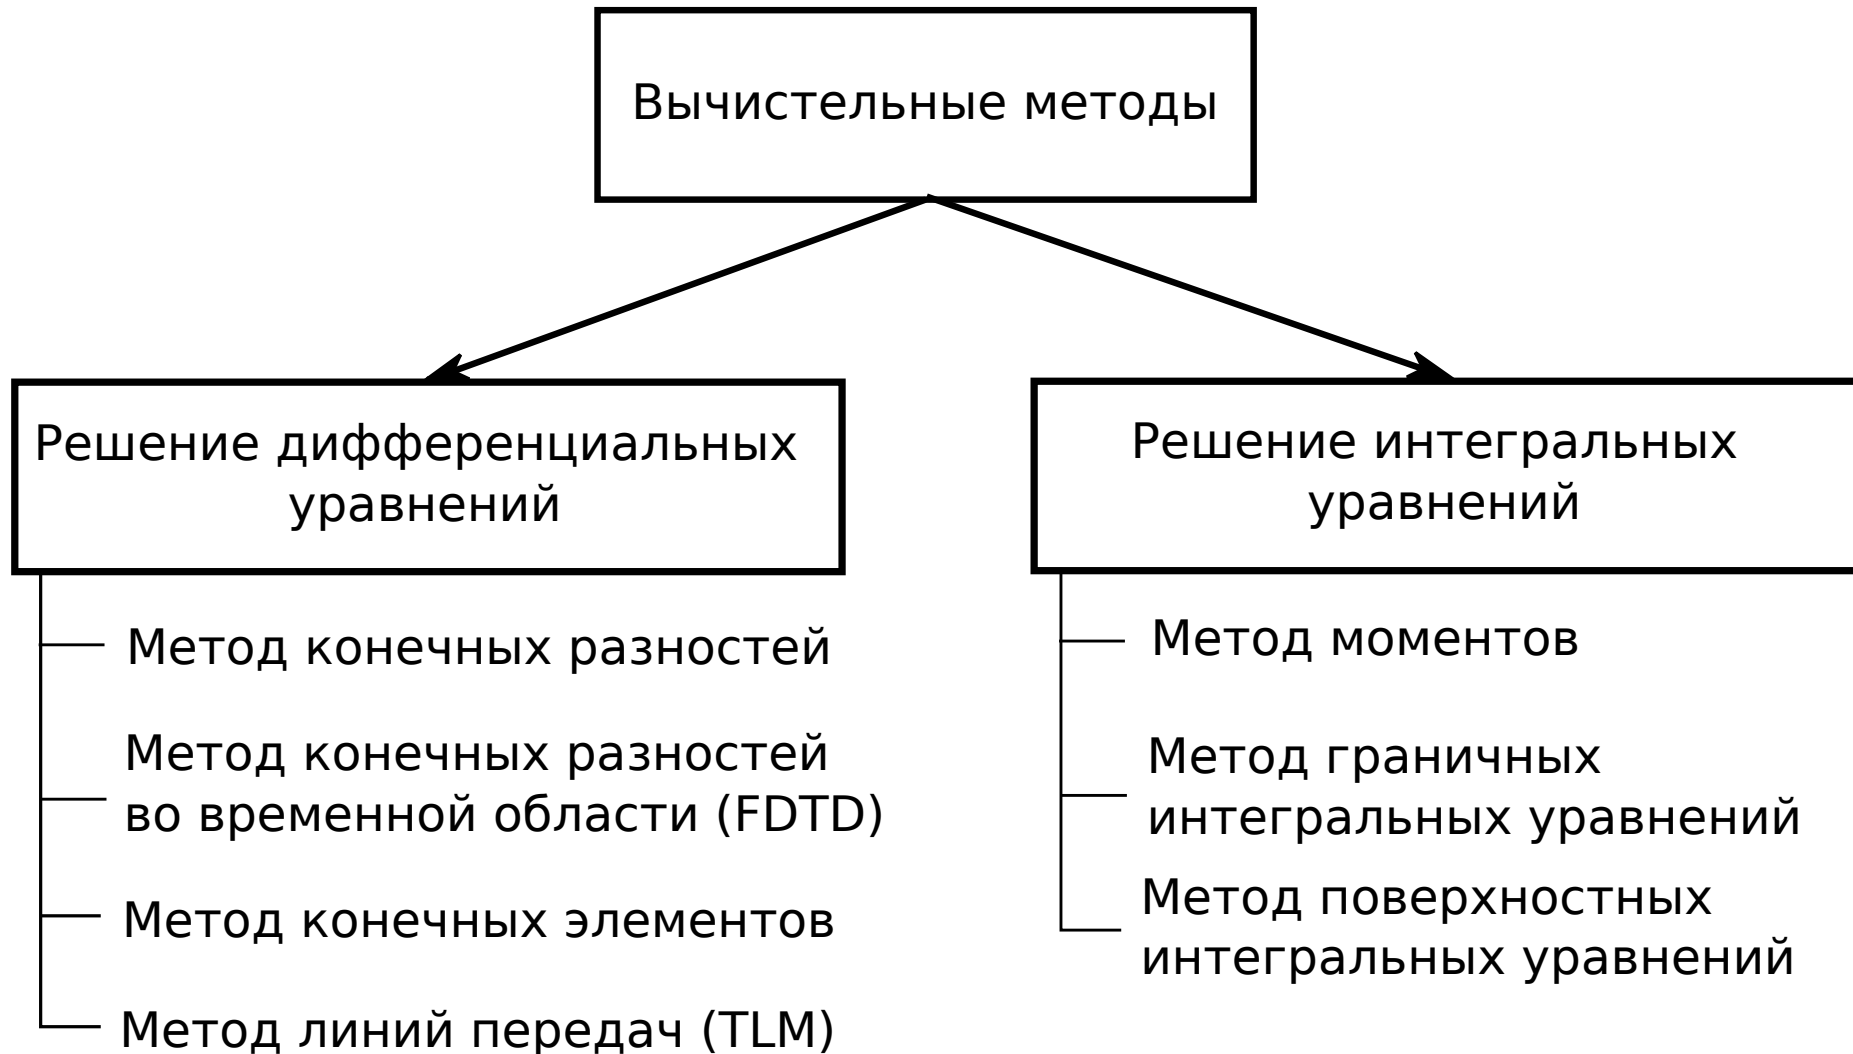 Вычистельные методы
Решение дифференциальных
уравнений
Метод конечных разностей
Метод конечных разностей
во временной области (FDTD)
Метод конечных элементов
Метод линий передач (TLM)
Решение интегральных
уравнений
Метод моментов
Метод граничных
интегральных уравнений
Метод поверхностных
интегральных уравнений